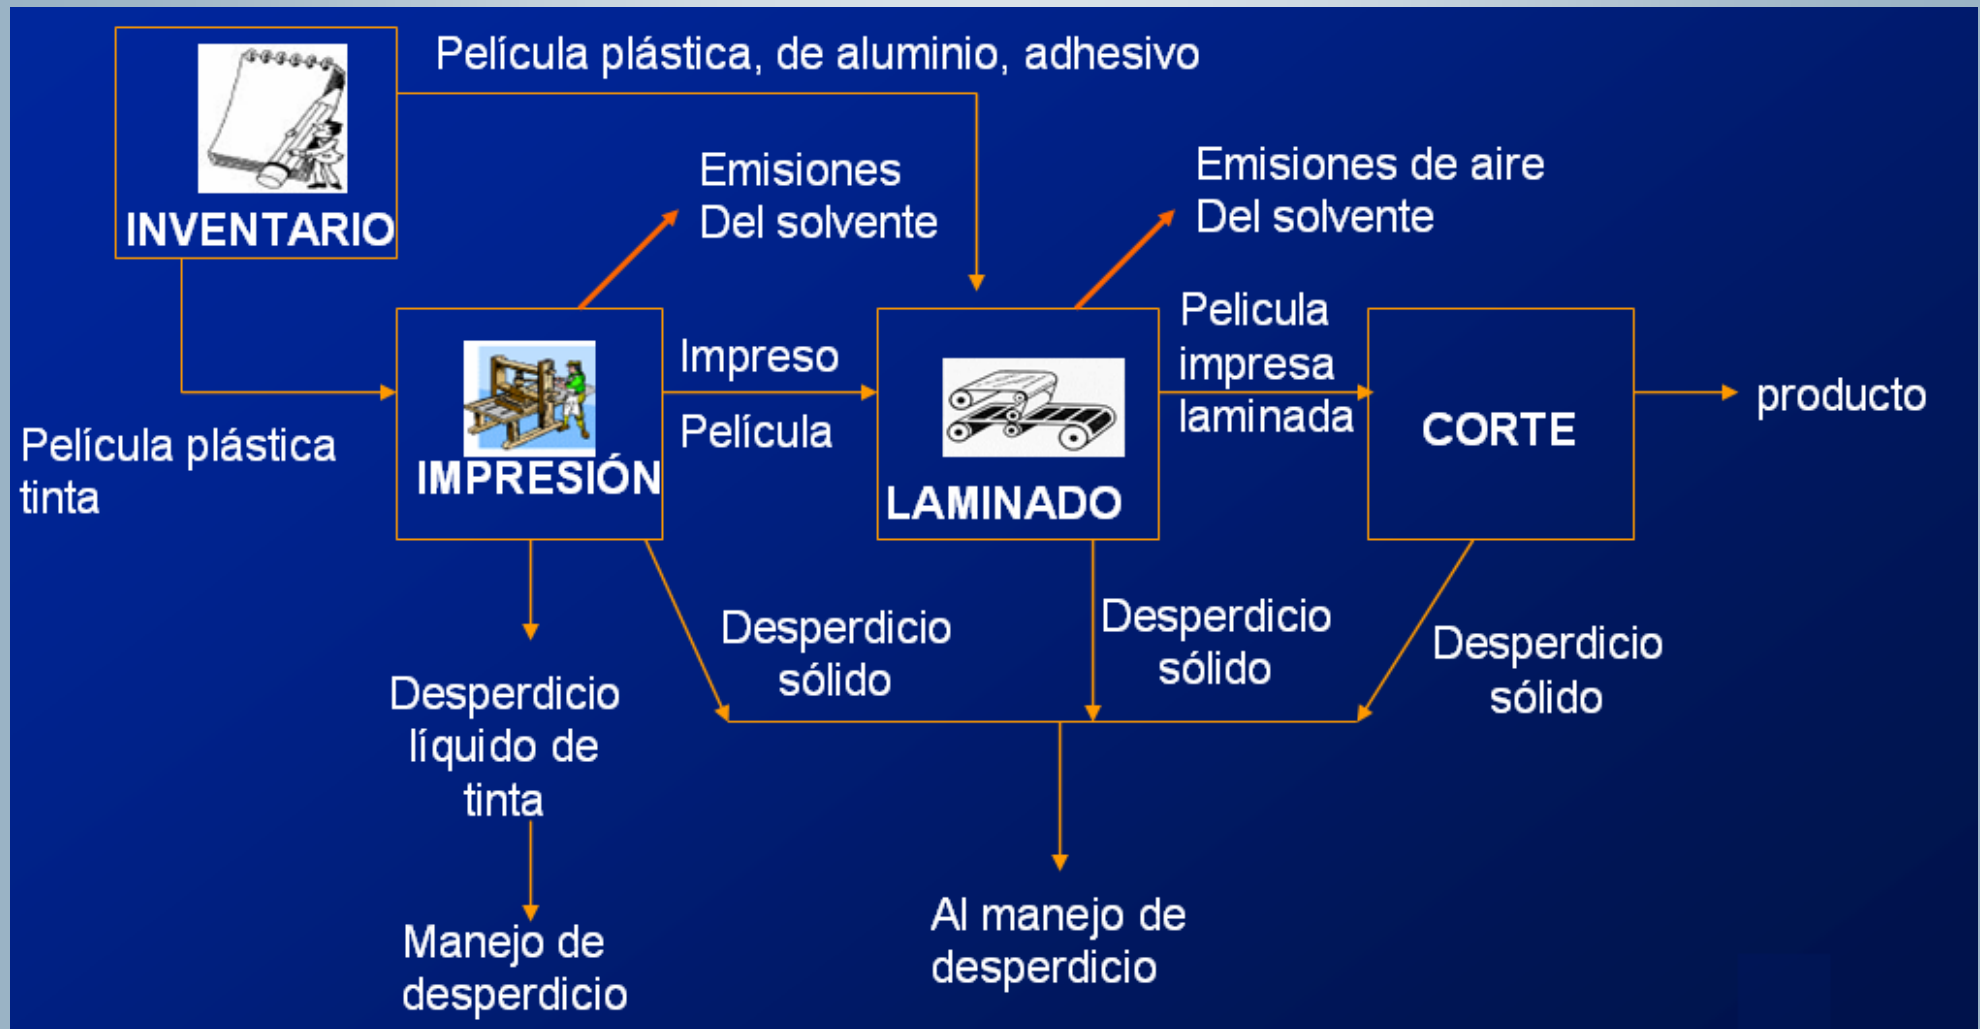 Película plástica, de aluminio, adhesivo
INVENTARIO
Emisiones
Del solvente
Emisiones de aire
Del solvente
Película plástica
tinta
IMPRESIÓN
Impreso
Película
LAMINADO
Pelicula
impresa
laminada
CORTE
producto
Desperdicio
líquido de
tinta
Desperdicio
sólido
Desperdicio
sólido
Desperdicio
sólido
Manejo de
desperdicio
Al manejo de
desperdicio